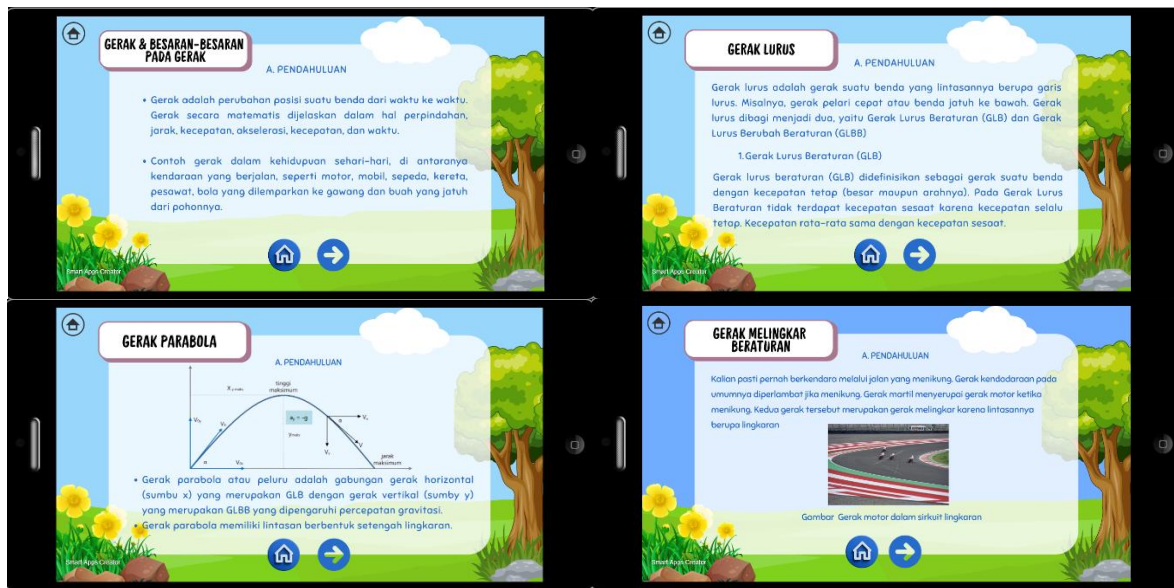 GERAK & BESARAN-BESARAN
PADA GERAK
A. PENDAHULUAN
• Gerak adalah perubahan posisi suatu benda dari waktu ke waktu.
Gerak secara matematis dijelaskan dalam hal perpindahan,
jarak, kecepatan, akselerasi, kecepatan, dan waktu.
• Contoh gerak dalam kehidupuan sehari-hari, di antaranya
kendaraan yang berjalan, seperti motor, mobil, sepeda, kereta,
pesawat, bola yang dilemparkan ke gawang dan buah yang jatuh
dari pohonnya.
Smart Apps Creator
GERAK LURUS
A. PENDAHULUAN
Gerak lurus adalah gerak suatu benda yang lintasannya berupa garis
lurus. Misalnya, gerak pelari cepat atau benda jatuh ke bawah. Gerak
lurus dibagi menjadi dua, yaitu Gerak Lurus Beraturan (GLB) dan Gerak
Lurus Berubah Beraturan (GLBB)
1. Gerak Lurus Beraturan (GLB)
Gerak lurus beraturan (GLB) didefinisikan sebagai gerak suatu benda
dengan kecepatan tetap (besar maupun arahnya). Pada Gerak Lurus
Beraturan tidak terdapat kecepatan sesaat karena kecepatan selalu
tetap. Kecepatan rata-rata sama dengan kecepatan sesaat.
Smart Apps Creator
GERAK PARABOLA
A. PENDAHULUAN
tinggi
maksimum
α
α
V
jarak
maksimum
• Gerak parabola atau peluru adalah gabungan gerak horizontal
(sumbu x) yang merupakan GLB dengan gerak vertikal (sumby y)
yang merupakan GLBB yang dipengaruhi percepatan gravitasi.
• Gerak parabola memiliki lintasan berbentuk setengah lingkaran.
Smart Apps Creator
GERAK MELINGKAR
BERATURAN
A. PENDAHULUAN
Kalian pasti pernah berkendara melalui jalan yang menikung. Gerak kendodaraan pada
umumnya diperlambat jika menikung. Gerak martil menyerupai gerak motor ketika
menikung. Kedua gerak tersebut merupakan gerak melingkar karena lintasannya
berupa lingkaran
Gambar Gerak motor dalam sirkuit lingkaran
Smart Apps Creator